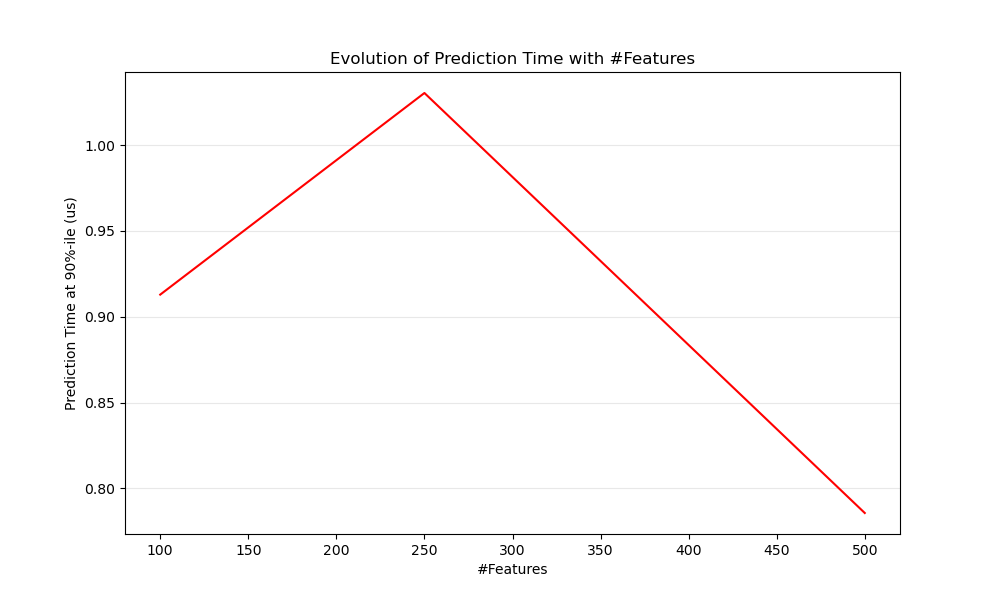 Evolution of Prediction Time with #Features
Prediction Time at 90%-ile (us)
1.00
0.95
0.90
0.85
0.80
100 150 200 250 300 350 400 450 500
#Features